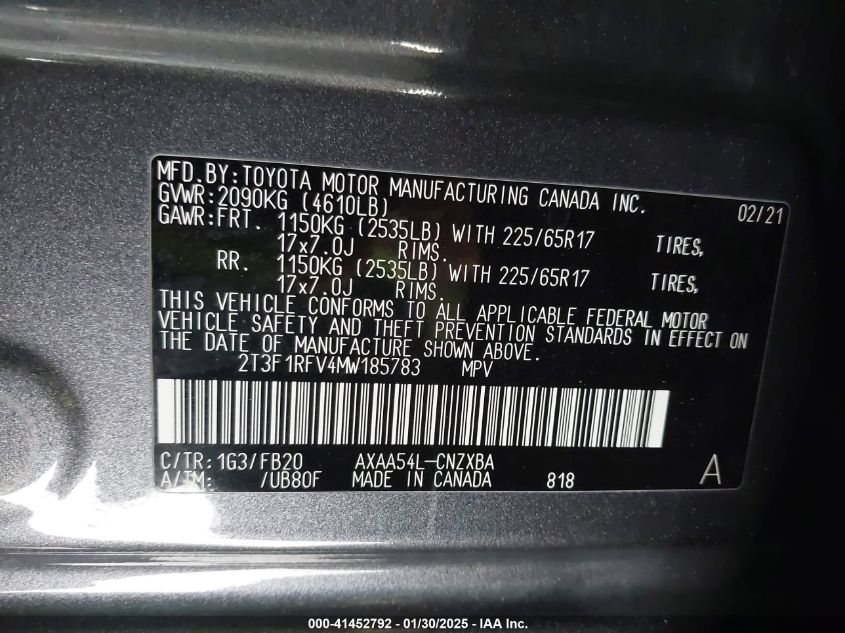 MFD.BY:TOYOTA MOTOR MANUFACTURING CANADA INC. 02/21
GVWR:2090KG (4610LB)
GAWR:FRT. 1150KG (2535LB) WITH 225/65R17 TIRES,
17x7.0J RIMS.
RR. 1150KG (2535LB) WITH 225/65R17 TIRES,
17x7.0J RIMS.
THIS VEHICLE CONFORMS TO ALL APPLICABLE FEDERAL MOTOR
VEHICLE SAFETY AND THEFT PREVENTION STANDARDS IN EFFECT ON
THE DATE OF MANUFACTURE SHOWN ABOVE.
2T3F1RFV4MW185783 MPV
C/TR:1G3/FB20 AXAA54L-CNZXBA A
A/TM: /UB80F MADE IN CANADA 818
000-41452792 - 01/30/2025 - IAA Inc.